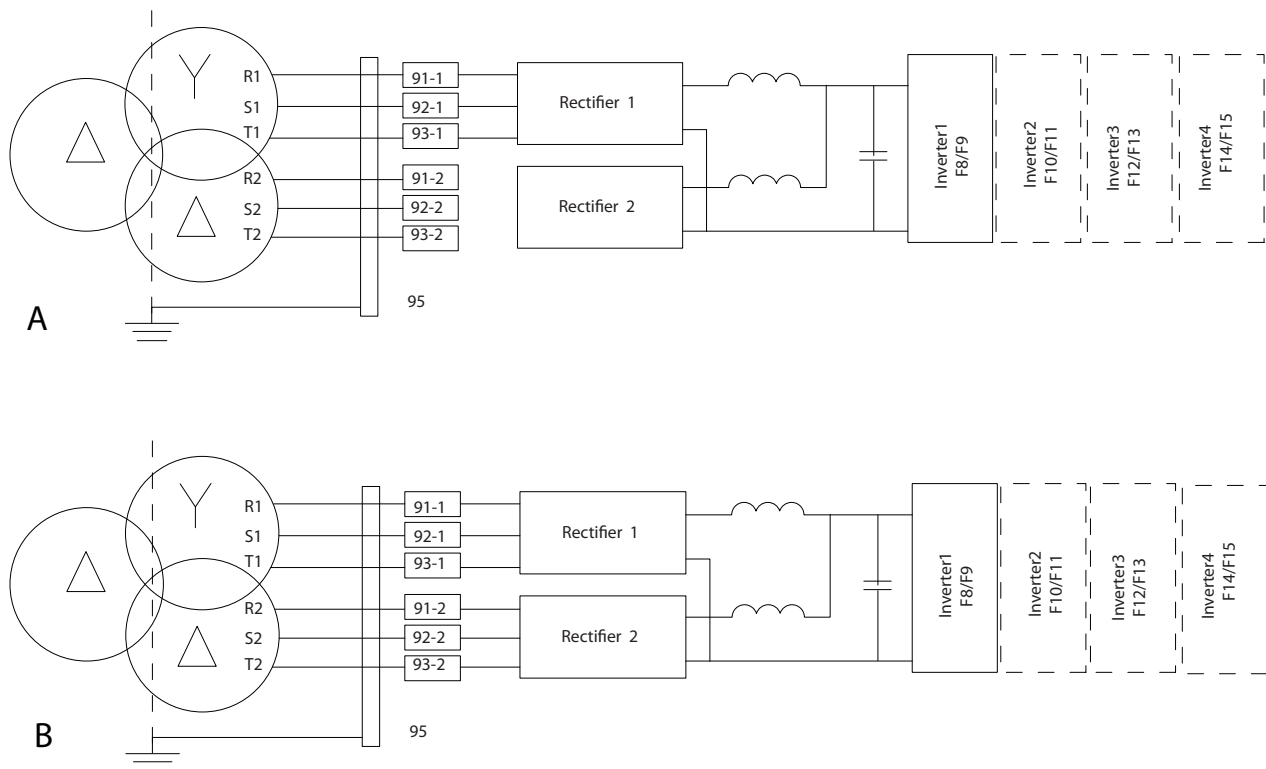 R1
91-1
S1
92-1
Rectifier 1
T1
93-1
R2
91-2
S2
92-2
Rectifier 2
T2
93-2
Inverter1
F8/F9
Inverter2
F10/F11
Inverter3
F12/F13
Inverter4
F14/F15
95
A
R1
91-1
S1
92-1
Rectifier 1
T1
93-1
R2
91-2
S2
92-2
Rectifier 2
T2
93-2
Inverter1
F8/F9
Inverter2
F10/F11
Inverter3
F12/F13
Inverter4
F14/F15
95
B